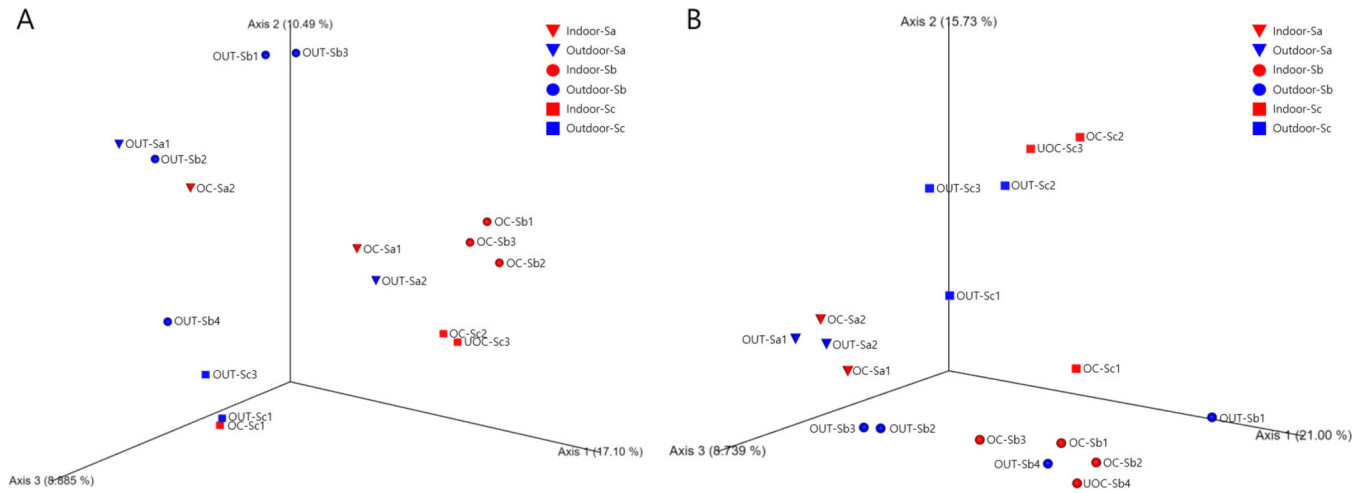 A
Axis 2 (10.49 %)
OUT-Sb1
OUT-Sb3
OUT-Sa1
OUT-Sb2
OC-Sa2
OC-Sb1
OC-Sb3
OC-Sb2
OC-Sa1
OUT-Sa2
OUT-Sb4
OC-Sc2
UOC-Sc3
OUT-Sc3
OUT-Sc1
OC-Sc1
Axis 1 (17.10 %)
Axis 3 (8.885 %)
Indoor-Sa
Outdoor-Sa
Indoor-Sb
Outdoor-Sb
Indoor-Sc
Outdoor-Sc
B
Axis 2 (15.73 %)
OC-Sc2
UOC-Sc3
OUT-Sc3
OUT-Sc2
OUT-Sc1
OC-Sa2
OUT-Sa1
OUT-Sa2
OC-Sa1
OC-Sc1
OUT-Sb1
OUT-Sb3
OUT-Sb2
Axis 1 (21.00 %)
Axis 3 (8.739 %)
OC-Sb3
OC-Sb1
OUT-Sb4
OC-Sb2
UOC-Sb4
Indoor-Sa
Outdoor-Sa
Indoor-Sb
Outdoor-Sb
Indoor-Sc
Outdoor-Sc